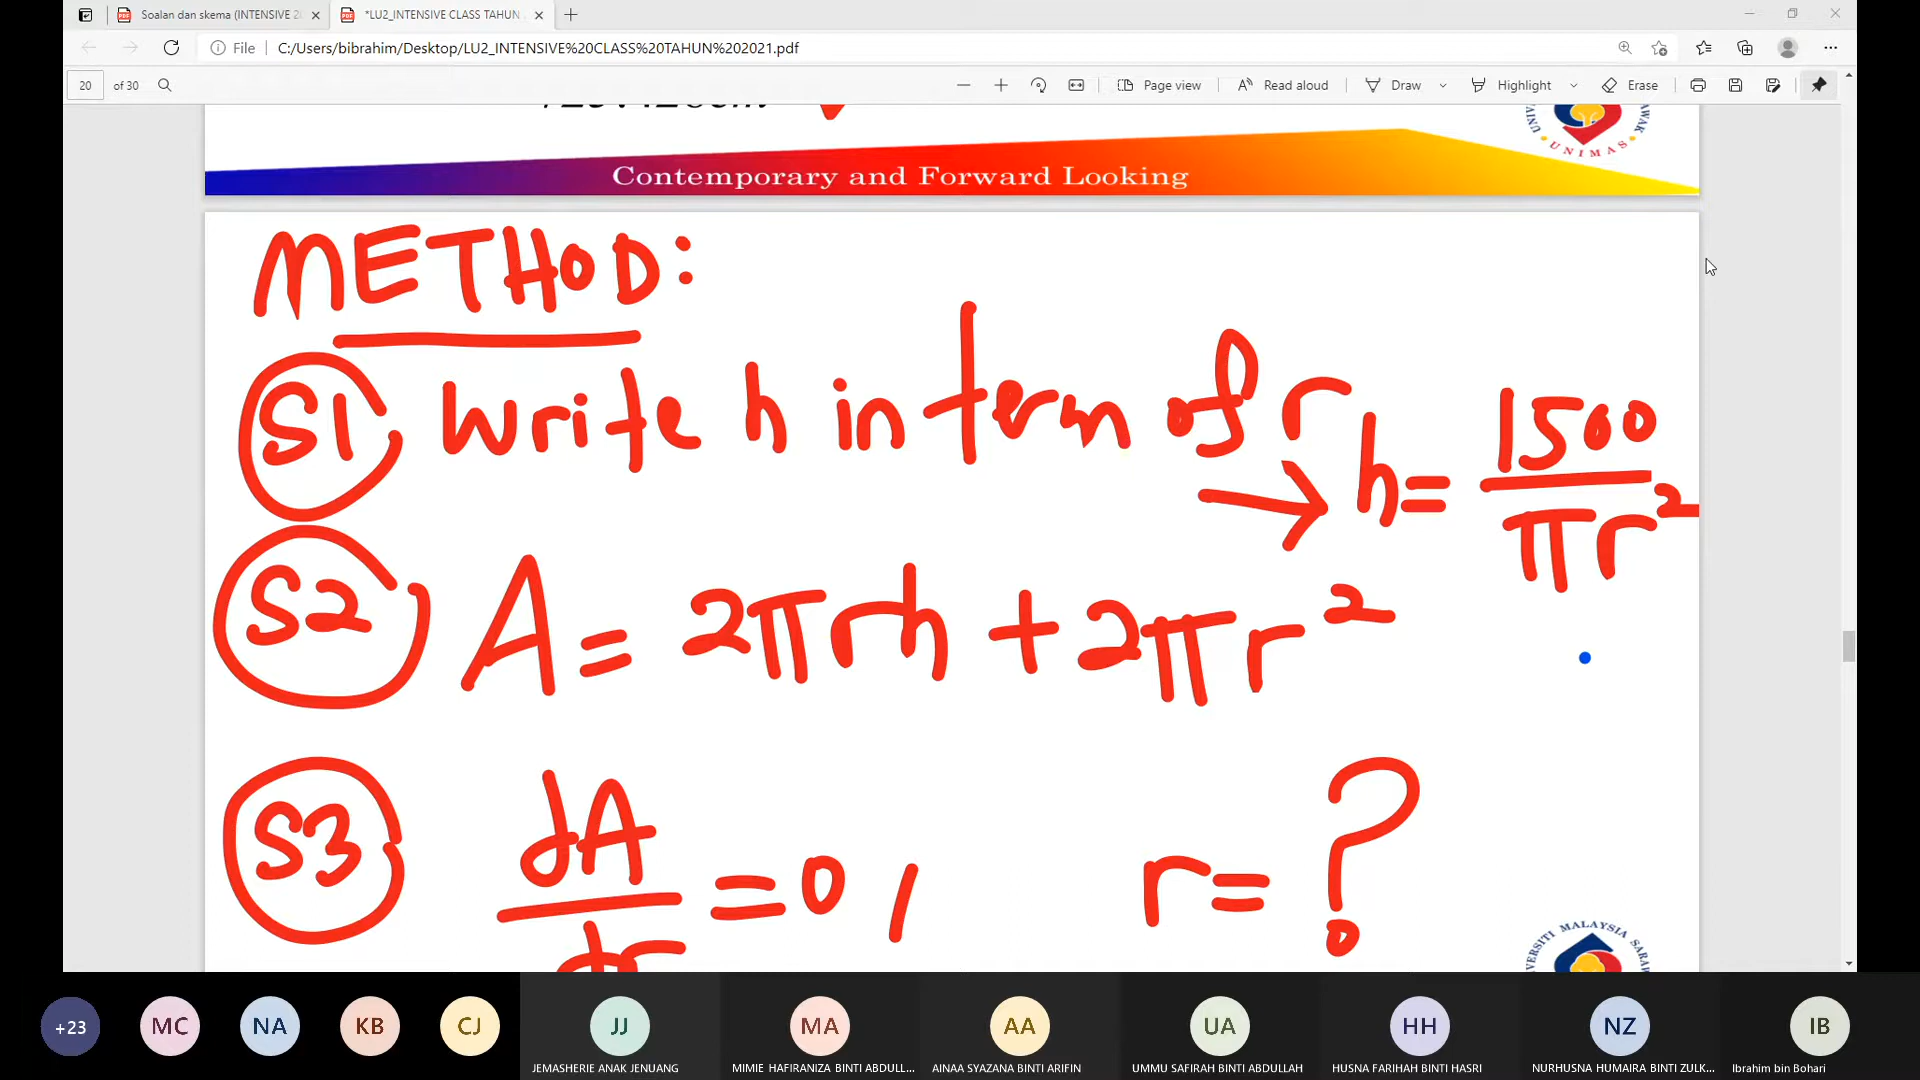 Soalan dan skema (INTENSIVE 2
*LU2_INTENSIVE CLASS TAHUN
File
C:/Users/bibrahim/Desktop/LU2_INTENSIVE%20CLASS%20TAHUN%202021.pdf
20 of 30
Page view
Read aloud
Draw
Highlight
Erase
UNIMAS
Contemporary and Forward Looking
METHOD:
S1 Write h in term of r
→ h = 1500
πr²
S2 A = 2πrh + 2πr²
S3 dA = 0, r = ?
dr
UNIVERSITI MALAYSIA SARAWAK
+23
MC
NA
KB
CJ
JJ
MA
AA
UA
HH
NZ
IB
JEMASHERIE ANAK JENUANG
MIMIE HAFIRANIZA BINTI ABDULL...
AINAA SYAZANA BINTI ARIFIN
UMMU SAFIRAH BINTI ABDULLAH
HUSNA FARIHAH BINTI HASRI
NURHUSNA HUMAIRA BINTI ZULK...
Ibrahim bin Bohari